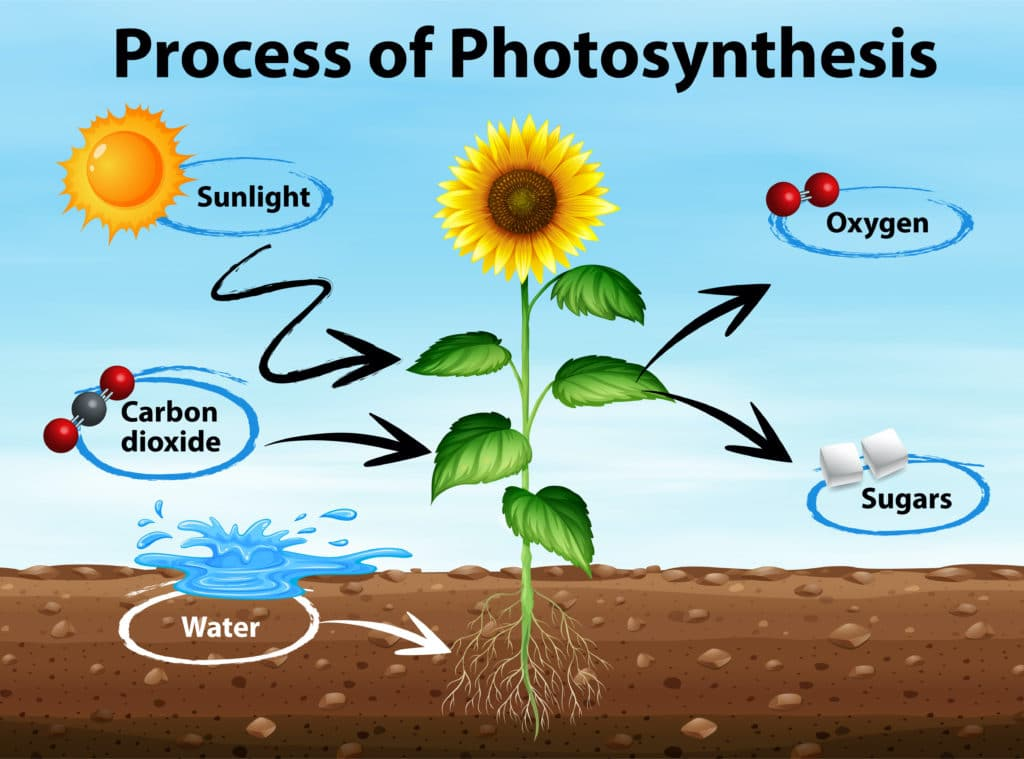 Process of Photosynthesis
Sunlight
Oxygen
Carbon
dioxide
Sugars
Water